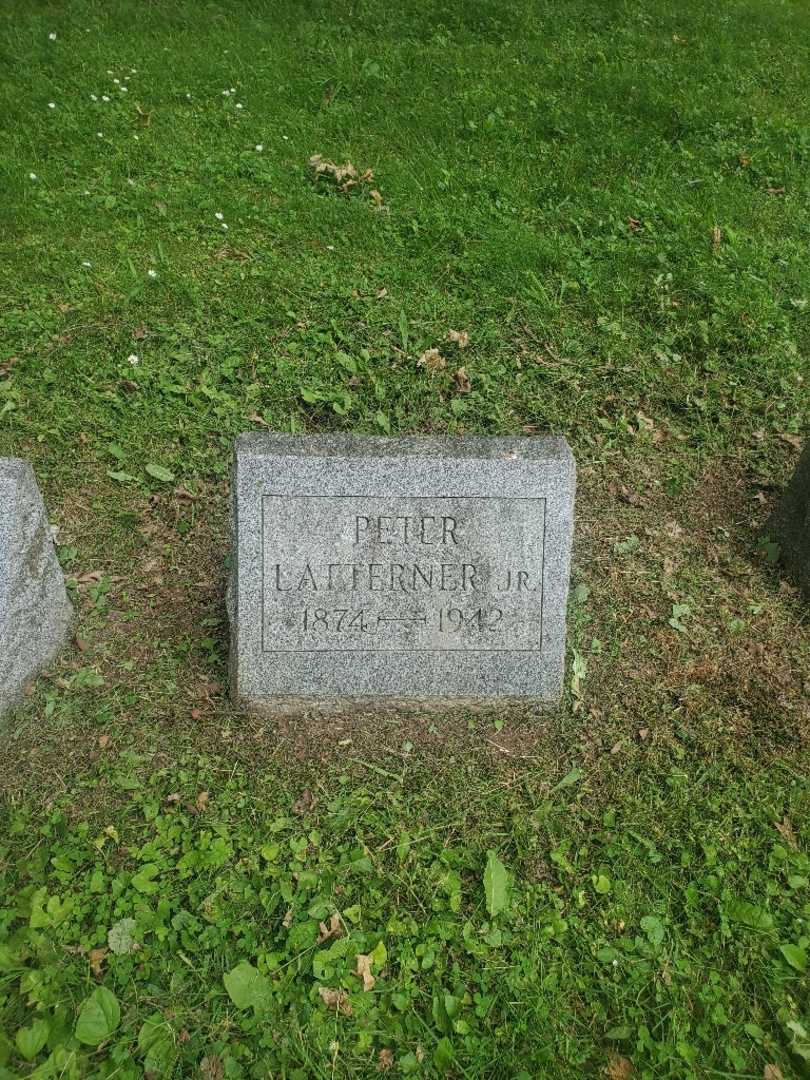 PETER
LATTERNER JR.
1874 — 1942